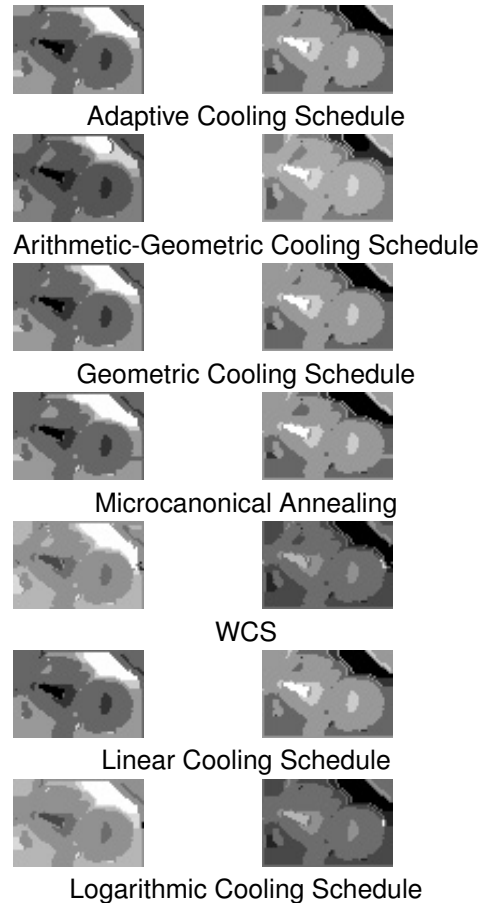 Adaptive Cooling Schedule
Arithmetic-Geometric Cooling Schedule
Geometric Cooling Schedule
Microcanonical Annealing
WCS
Linear Cooling Schedule
Logarithmic Cooling Schedule